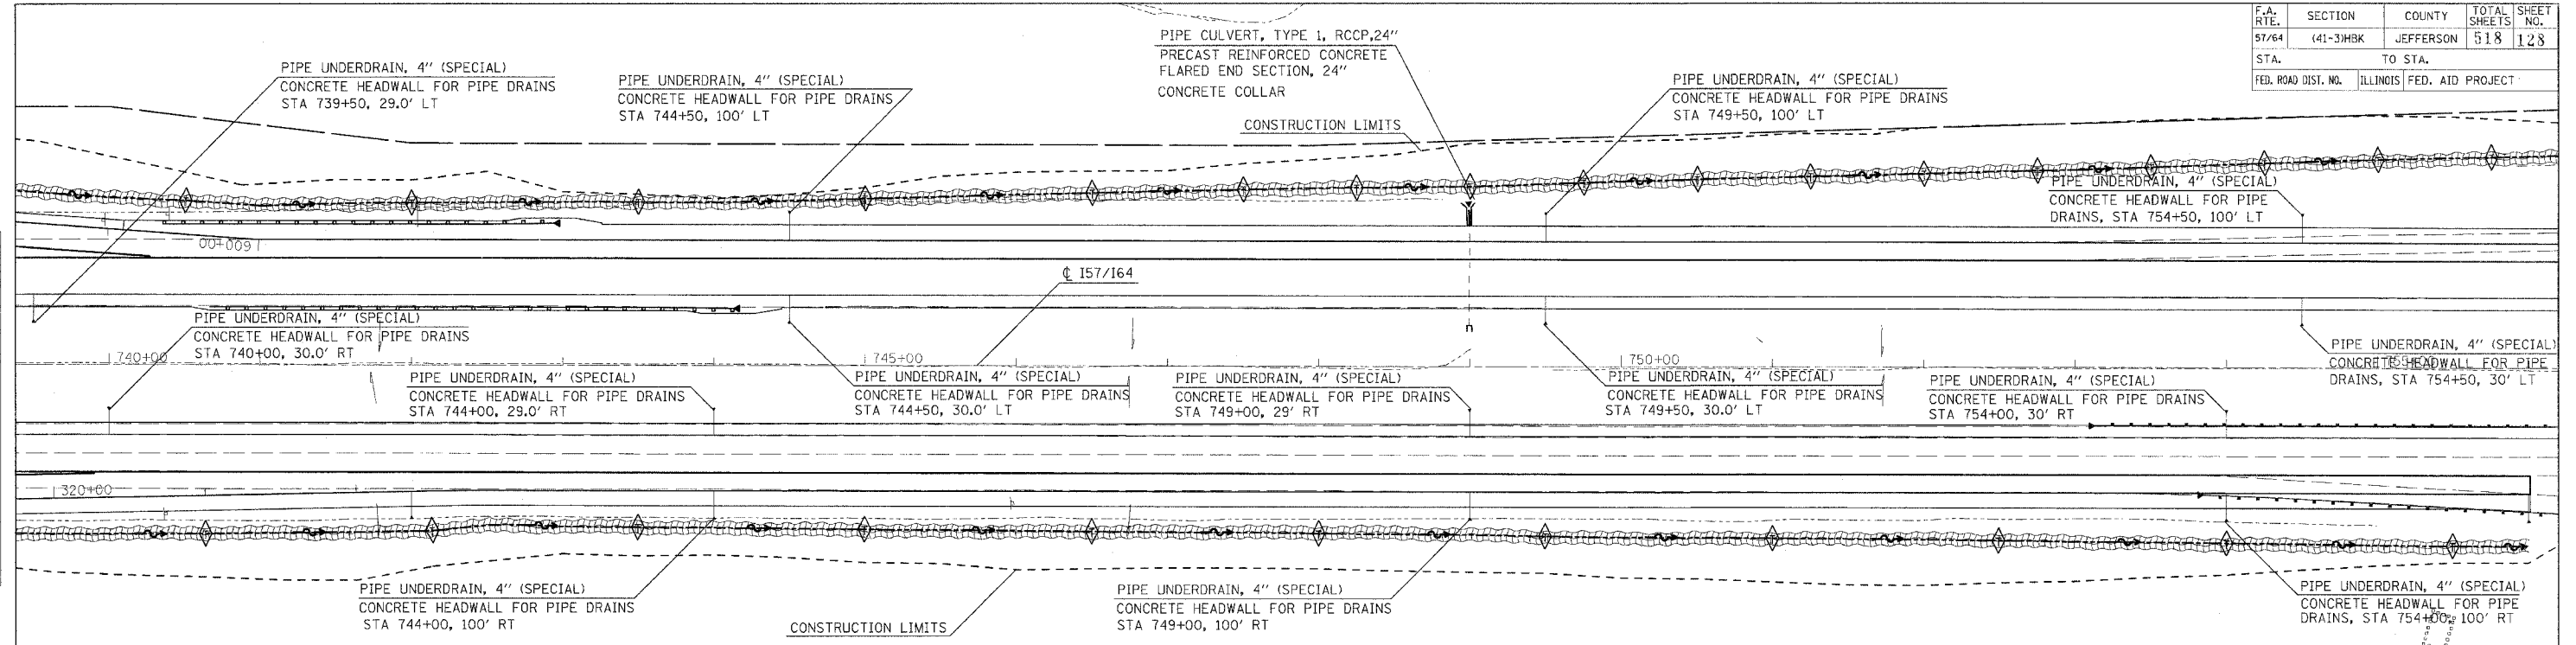 F.A. RTE. SECTION COUNTY TOTAL SHEETS SHEET NO.
57/64 (41-3)HBK JEFFERSON 518 128
STA. TO STA.
FED. ROAD DIST. NO. ILLINOIS FED. AID PROJECT
PIPE UNDERDRAIN, 4" (SPECIAL)
CONCRETE HEADWALL FOR PIPE DRAINS
STA 739+50, 29.0' LT
PIPE UNDERDRAIN, 4" (SPECIAL)
CONCRETE HEADWALL FOR PIPE DRAINS
STA 744+50, 100' LT
PIPE CULVERT, TYPE 1, RCCP,24"
PRECAST REINFORCED CONCRETE
FLARED END SECTION, 24"
CONCRETE COLLAR
CONSTRUCTION LIMITS
PIPE UNDERDRAIN, 4" (SPECIAL)
CONCRETE HEADWALL FOR PIPE DRAINS
STA 749+50, 100' LT
PIPE UNDERDRAIN, 4" (SPECIAL)
CONCRETE HEADWALL FOR PIPE
DRAINS, STA 754+50, 100' LT
1600+00
℄ I57/I64
PIPE UNDERDRAIN, 4" (SPECIAL)
CONCRETE HEADWALL FOR PIPE DRAINS
STA 740+00, 30.0' RT
740+00
745+00
750+00
755+00
PIPE UNDERDRAIN, 4" (SPECIAL)
CONCRETE HEADWALL FOR PIPE
DRAINS, STA 754+50, 30' LT
PIPE UNDERDRAIN, 4" (SPECIAL)
CONCRETE HEADWALL FOR PIPE DRAINS
STA 744+00, 29.0' RT
PIPE UNDERDRAIN, 4" (SPECIAL)
CONCRETE HEADWALL FOR PIPE DRAINS
STA 744+50, 30.0' LT
PIPE UNDERDRAIN, 4" (SPECIAL)
CONCRETE HEADWALL FOR PIPE DRAINS
STA 749+00, 29' RT
PIPE UNDERDRAIN, 4" (SPECIAL)
CONCRETE HEADWALL FOR PIPE DRAINS
STA 749+50, 30.0' LT
PIPE UNDERDRAIN, 4" (SPECIAL)
CONCRETE HEADWALL FOR PIPE DRAINS
STA 754+00, 30' RT
320+00
PIPE UNDERDRAIN, 4" (SPECIAL)
CONCRETE HEADWALL FOR PIPE DRAINS
STA 744+00, 100' RT
CONSTRUCTION LIMITS
PIPE UNDERDRAIN, 4" (SPECIAL)
CONCRETE HEADWALL FOR PIPE DRAINS
STA 749+00, 100' RT
PIPE UNDERDRAIN, 4" (SPECIAL)
CONCRETE HEADWALL FOR PIPE
DRAINS, STA 754+00, 100' RT